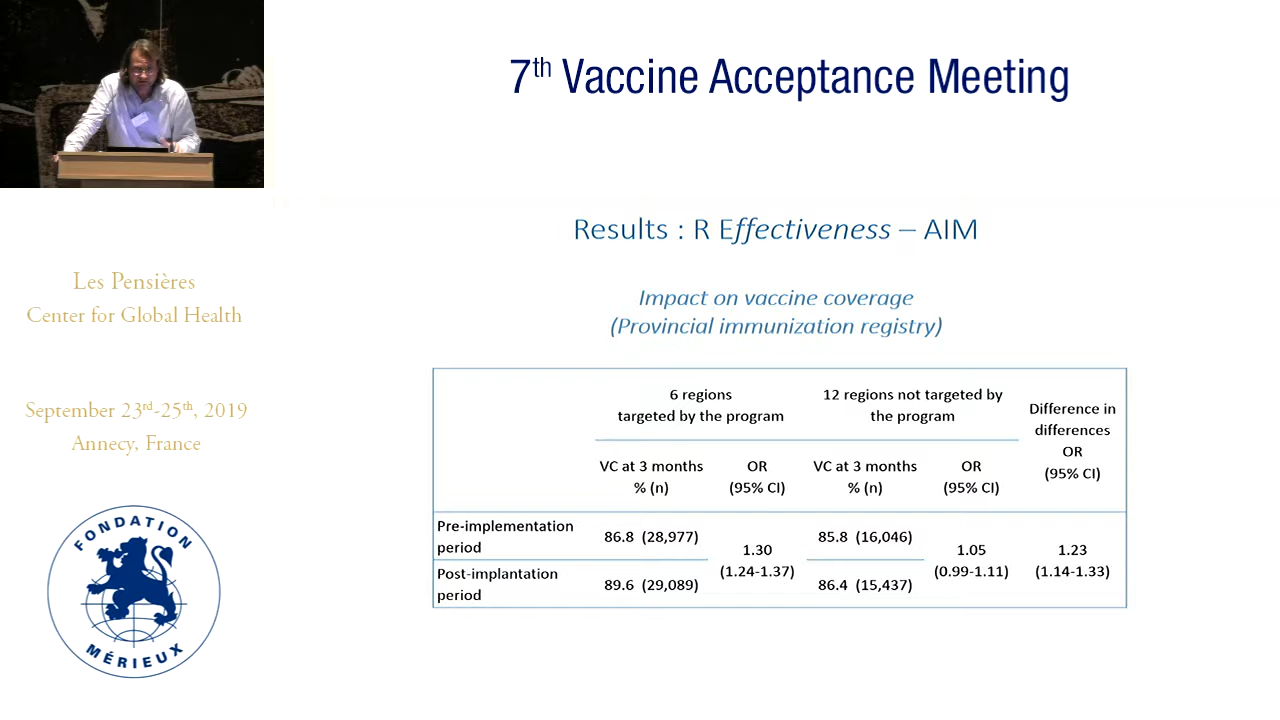 7th Vaccine Acceptance Meeting
Les Pensières
Center for Global Health
September 23rd-25th, 2019
Annecy, France
FONDATION
MÉRIEUX
Results : R Effectiveness – AIM
Impact on vaccine coverage
(Provincial immunization registry)
6 regions
targeted by the program
12 regions not targeted by
the program
Difference in
differences
OR
(95% CI)
VC at 3 months
% (n)
OR
(95% CI)
VC at 3 months
% (n)
OR
(95% CI)
Pre-implementation
period
86.8 (28,977)
1.30
(1.24-1.37)
85.8 (16,046)
1.05
(0.99-1.11)
1.23
(1.14-1.33)
Post-implantation
period
89.6 (29,089)
86.4 (15,437)